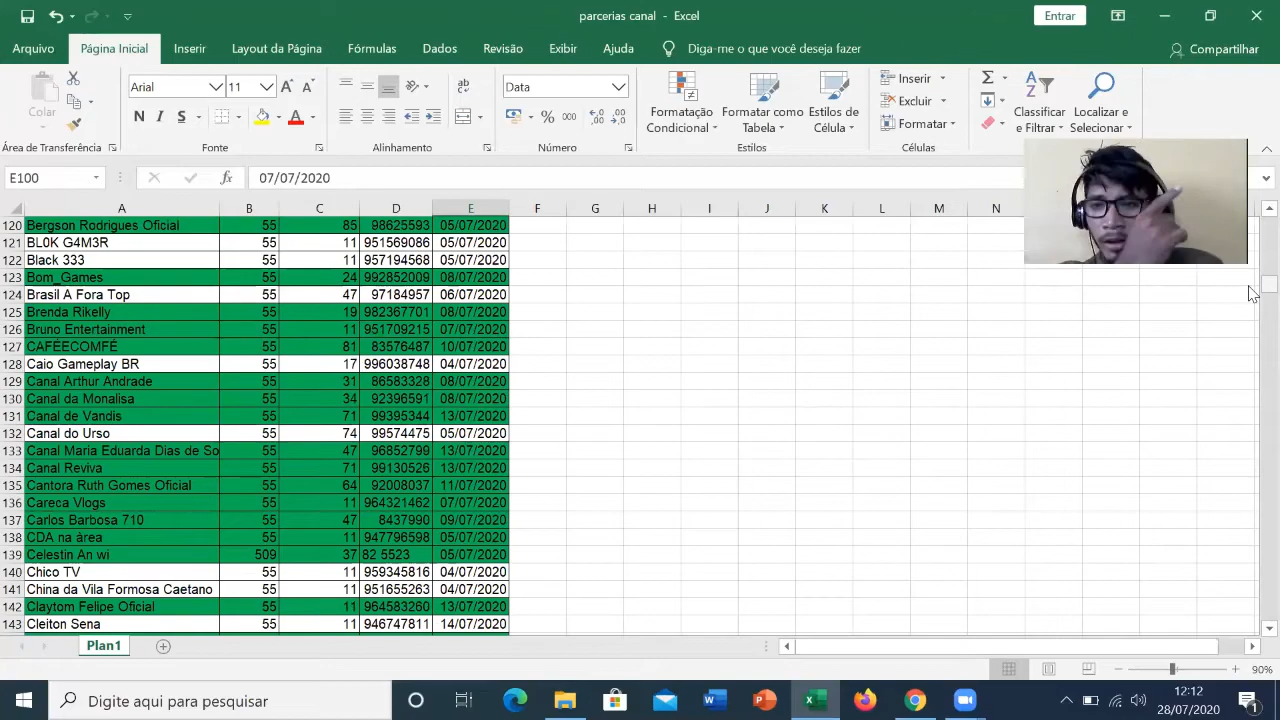 parcerias canal - Excel
Entrar
Arquivo Página Inicial Inserir Layout da Página Fórmulas Dados Revisão Exibir Ajuda Diga-me o que você deseja fazer Compartilhar
Colar
Área de Transferência
Arial 11
N I S
Fonte
Alinhamento
Data
% 000
Número
Formatação Condicional
Formatar como Tabela
Estilos de Célula
Estilos
Inserir
Excluir
Formatar
Células
Classificar e Filtrar
Localizar e Selecionar
E100 fx 07/07/2020
A B C D E F G H I J K L M N
120 Bergson Rodrigues Oficial 55 85 98625593 05/07/2020
121 BL0K G4M3R 55 11 951569086 05/07/2020
122 Black 333 55 11 957194568 05/07/2020
123 Bom_Games 55 24 992852009 08/07/2020
124 Brasil A Fora Top 55 47 97184957 06/07/2020
125 Brenda Rikelly 55 19 982367701 08/07/2020
126 Bruno Entertainment 55 11 951709215 07/07/2020
127 CAFÉECOMFÉ 55 81 83576487 10/07/2020
128 Caio Gameplay BR 55 17 996038748 04/07/2020
129 Canal Arthur Andrade 55 31 86583328 08/07/2020
130 Canal da Monalisa 55 34 92396591 08/07/2020
131 Canal de Vandis 55 71 99395344 13/07/2020
132 Canal do Urso 55 74 99574475 05/07/2020
133 Canal Maria Eduarda Dias de So 55 47 96852799 13/07/2020
134 Canal Reviva 55 71 99130526 13/07/2020
135 Cantora Ruth Gomes Oficial 55 64 92008037 11/07/2020
136 Careca Vlogs 55 11 964321462 07/07/2020
137 Carlos Barbosa 710 55 47 8437990 09/07/2020
138 CDA na área 55 11 947796598 05/07/2020
139 Celestin An wi 509 37 82 5523 05/07/2020
140 Chico TV 55 11 959345816 04/07/2020
141 China da Vila Formosa Caetano 55 11 951655263 04/07/2020
142 Claytom Felipe Oficial 55 11 964583260 13/07/2020
143 Cleiton Sena 55 11 946747811 14/07/2020
Plan1
90%
Digite aqui para pesquisar
12:12
28/07/2020